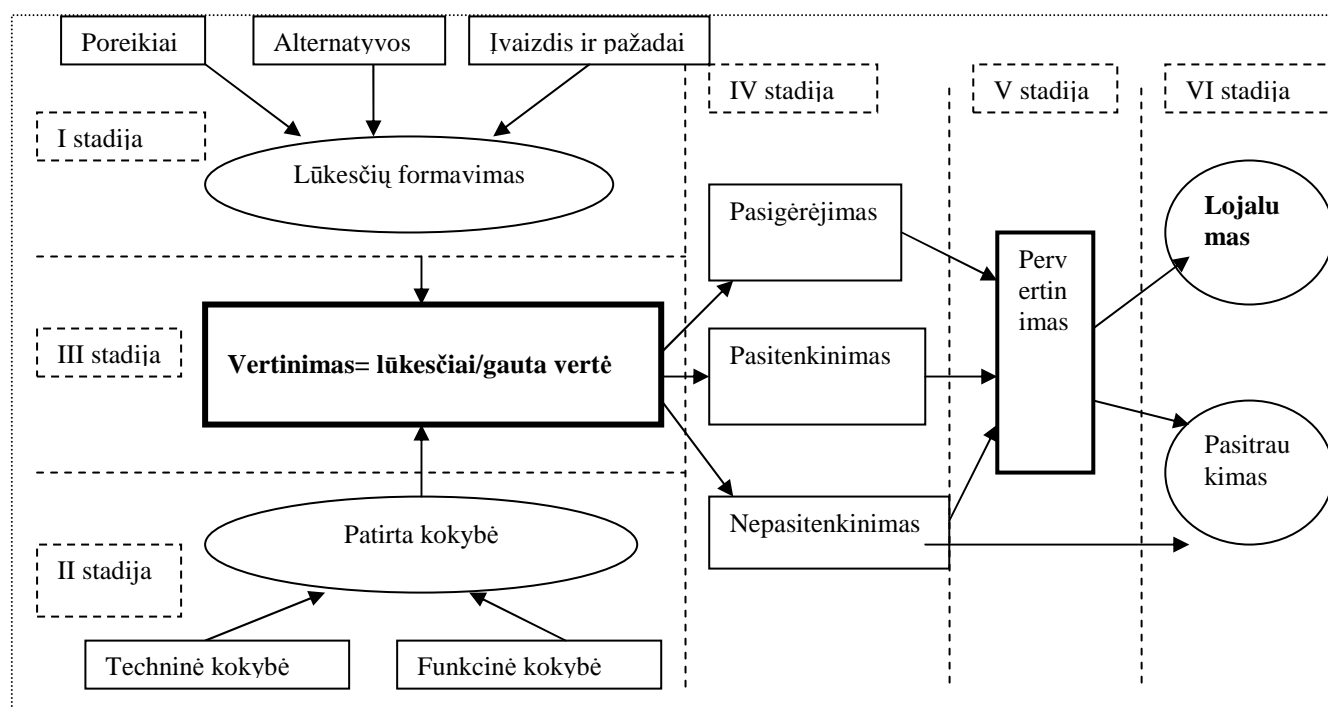 Poreikiai
Alternatyvos
Įvaizdis ir pažadai
IV stadija
V stadija
VI stadija
I stadija
Lūkesčių formavimas
Pasigėrėjimas
Lojalu
mas
Perv
ertin
imas
III stadija
Vertinimas= lūkesčiai/gauta vertė
Pasitenkinimas
Pasitrau
kimas
Nepasitenkinimas
Patirta kokybė
II stadija
Techninė kokybė
Funkcinė kokybė